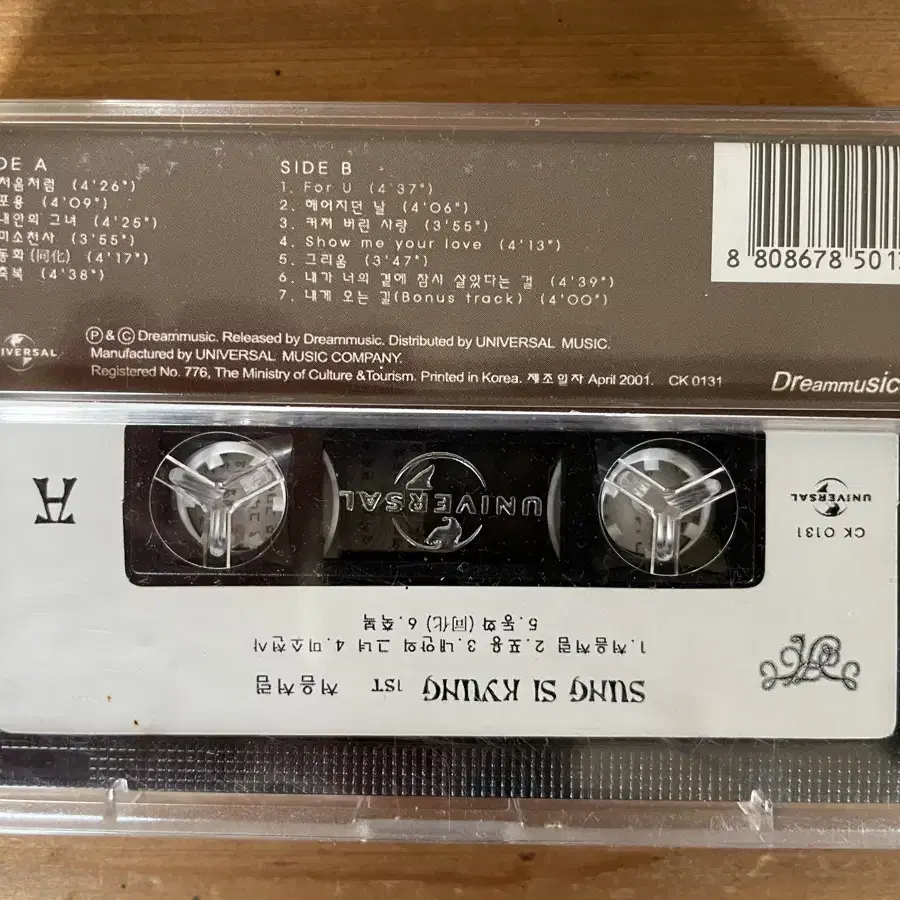 DE A
처음처럼 (4'26")
포옹 (4'09")
내안의 그녀 (4'25")
미소천사 (3'55")
동화(同化) (4'17")
축복 (4'38")
SIDE B
1. For U (4'37")
2. 헤어지던 날 (4'06")
3. 커져 버린 사랑 (3'55")
4. Show me your love (4'13")
5. 그리움 (3'47")
6. 내가 너의 곁에 잠시 살았다는 걸 (4'39")
7. 내게 오는 길(Bonus track) (4'00")
8 808678 501
IVERSAL
Ⓟ & Ⓒ Dreammusic. Released by Dreammusic. Distributed by UNIVERSAL MUSIC.
Manufactured by UNIVERSAL MUSIC COMPANY.
Registered No. 776, The Ministry of Culture &Tourism. Printed in Korea. 제조일자 April 2001. CK 0131
Dreammusic
SUNG SI KYUNG 1ST 처음처럼
1.처음처럼 2.포옹 3.내안의 그녀 4.미소천사
5.동화(同化) 6.축복
A
UNIVERSAL
UNIVERSAL
CK 0131